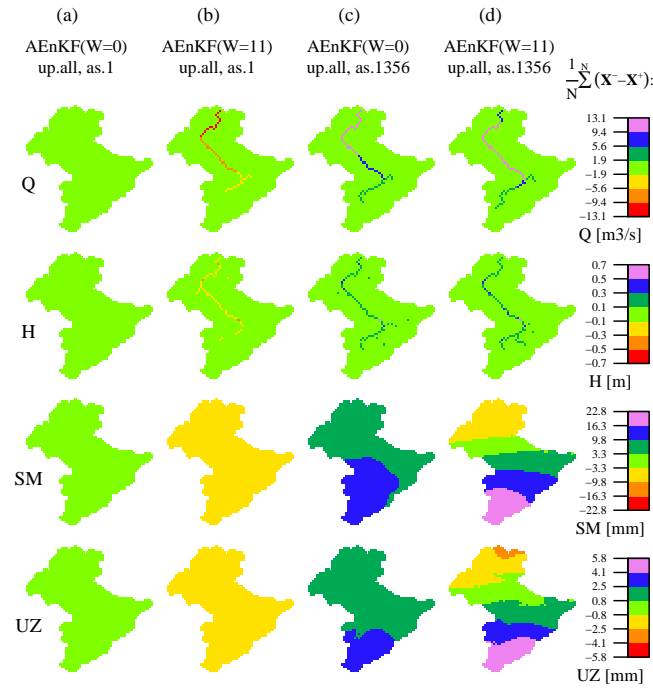 (a) (b) (c) (d)
AEnKF(W=0) AEnKF(W=11) AEnKF(W=0) AEnKF(W=11)
up.all, as.1 up.all, as.1 up.all, as.1356 up.all, as.1356
1/N N∑ (X⁻−X⁺):
Q
13.1
9.4
5.6
1.9
−1.9
−5.6
−9.4
−13.1
Q [m3/s]
H
0.7
0.5
0.3
0.1
−0.1
−0.3
−0.5
−0.7
H [m]
SM
22.8
16.3
9.8
3.3
−3.3
−9.8
−16.3
−22.8
SM [mm]
UZ
5.8
4.1
2.5
0.8
−0.8
−2.5
−4.1
−5.8
UZ [mm]